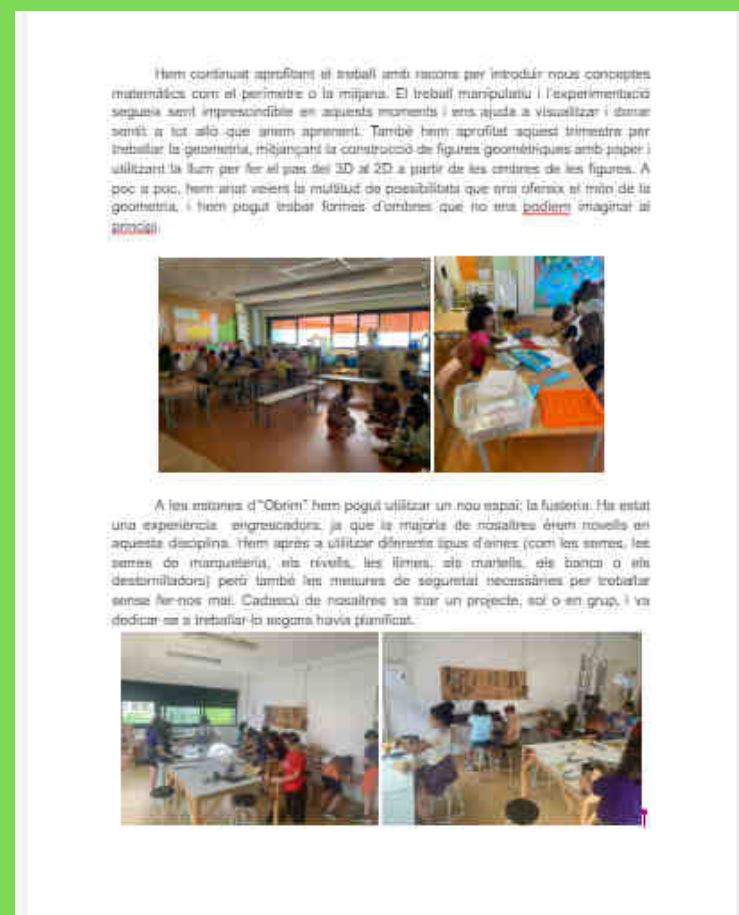 Hem continuat aprofitant el treball amb racons per introduir nous conceptes
matemàtics com el perímetre o la mitjana. El treball manipulatiu i l'experimentació
segueix sent imprescindible en aquests moments i ens ajuda a visualitzar i donar
sentit a tot allò que anem aprenent. També hem aprofitat aquest trimestre per
treballar la geometria, mitjançant la construcció de figures geomètriques amb paper i
utilitzant la llum per fer el pas del 3D al 2D a partir de les ombres de les figures. A
poc a poc, hem anat veient la multitud de possibilitats que ens ofereix el món de la
geometria, i hem pogut trobar formes d'ombres que no ens podíem imaginar al
principi.
A les estones d'"Obrim" hem pogut utilitzar un nou espai: la fusteria. Ha estat
una experiència engrescadora, ja que la majoria de nosaltres érem novells en
aquesta disciplina. Hem après a utilitzar diferents tipus d'eines (com les serres, les
serres de marqueteria, els nivells, les llimes, els martells, els bancs o els
destornilladors) però també les mesures de seguretat necessàries per treballar
sense fer-nos mal. Cadascú de nosaltres va triar un projecte, sol o en grup, i va
dedicar-se a treballar-lo segons havia planificat.